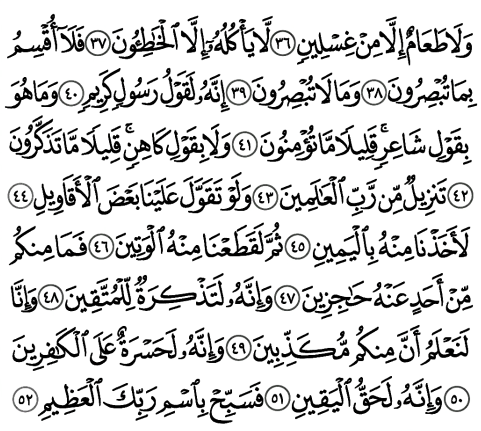 وَلَا طَعَامٌ إِلَّا مِنْ غِسْلِينٍ ٣٦ لَّا يَأْكُلُهُۥٓ إِلَّا ٱلْخَٰطِـُٔونَ ٣٧ فَلَآ أُقْسِمُ
بِمَا تُبْصِرُونَ ٣٨ وَمَا لَا تُبْصِرُونَ ٣٩ إِنَّهُۥ لَقَوْلُ رَسُولٍ كَرِيمٍ ٤٠ وَمَا هُوَ
بِقَوْلِ شَاعِرٍ ۚ قَلِيلًا مَّا تُؤْمِنُونَ ٤١ وَلَا بِقَوْلِ كَاهِنٍ ۚ قَلِيلًا مَّا تَذَكَّرُونَ
٤٢ تَنزِيلٌ مِّن رَّبِّ ٱلْعَٰلَمِينَ ٤٣ وَلَوْ تَقَوَّلَ عَلَيْنَا بَعْضَ ٱلْأَقَاوِيلِ ٤٤
لَأَخَذْنَا مِنْهُ بِٱلْيَمِينِ ٤٥ ثُمَّ لَقَطَعْنَا مِنْهُ ٱلْوَتِينَ ٤٦ فَمَا مِنكُم
مِّنْ أَحَدٍ عَنْهُ حَٰجِزِينَ ٤٧ وَإِنَّهُۥ لَتَذْكِرَةٌ لِّلْمُتَّقِينَ ٤٨ وَإِنَّا
لَنَعْلَمُ أَنَّ مِنكُم مُّكَذِّبِينَ ٤٩ وَإِنَّهُۥ لَحَسْرَةٌ عَلَى ٱلْكَٰفِرِينَ
٥٠ وَإِنَّهُۥ لَحَقُّ ٱلْيَقِينِ ٥١ فَسَبِّحْ بِٱسْمِ رَبِّكَ ٱلْعَظِيمِ ٥٢